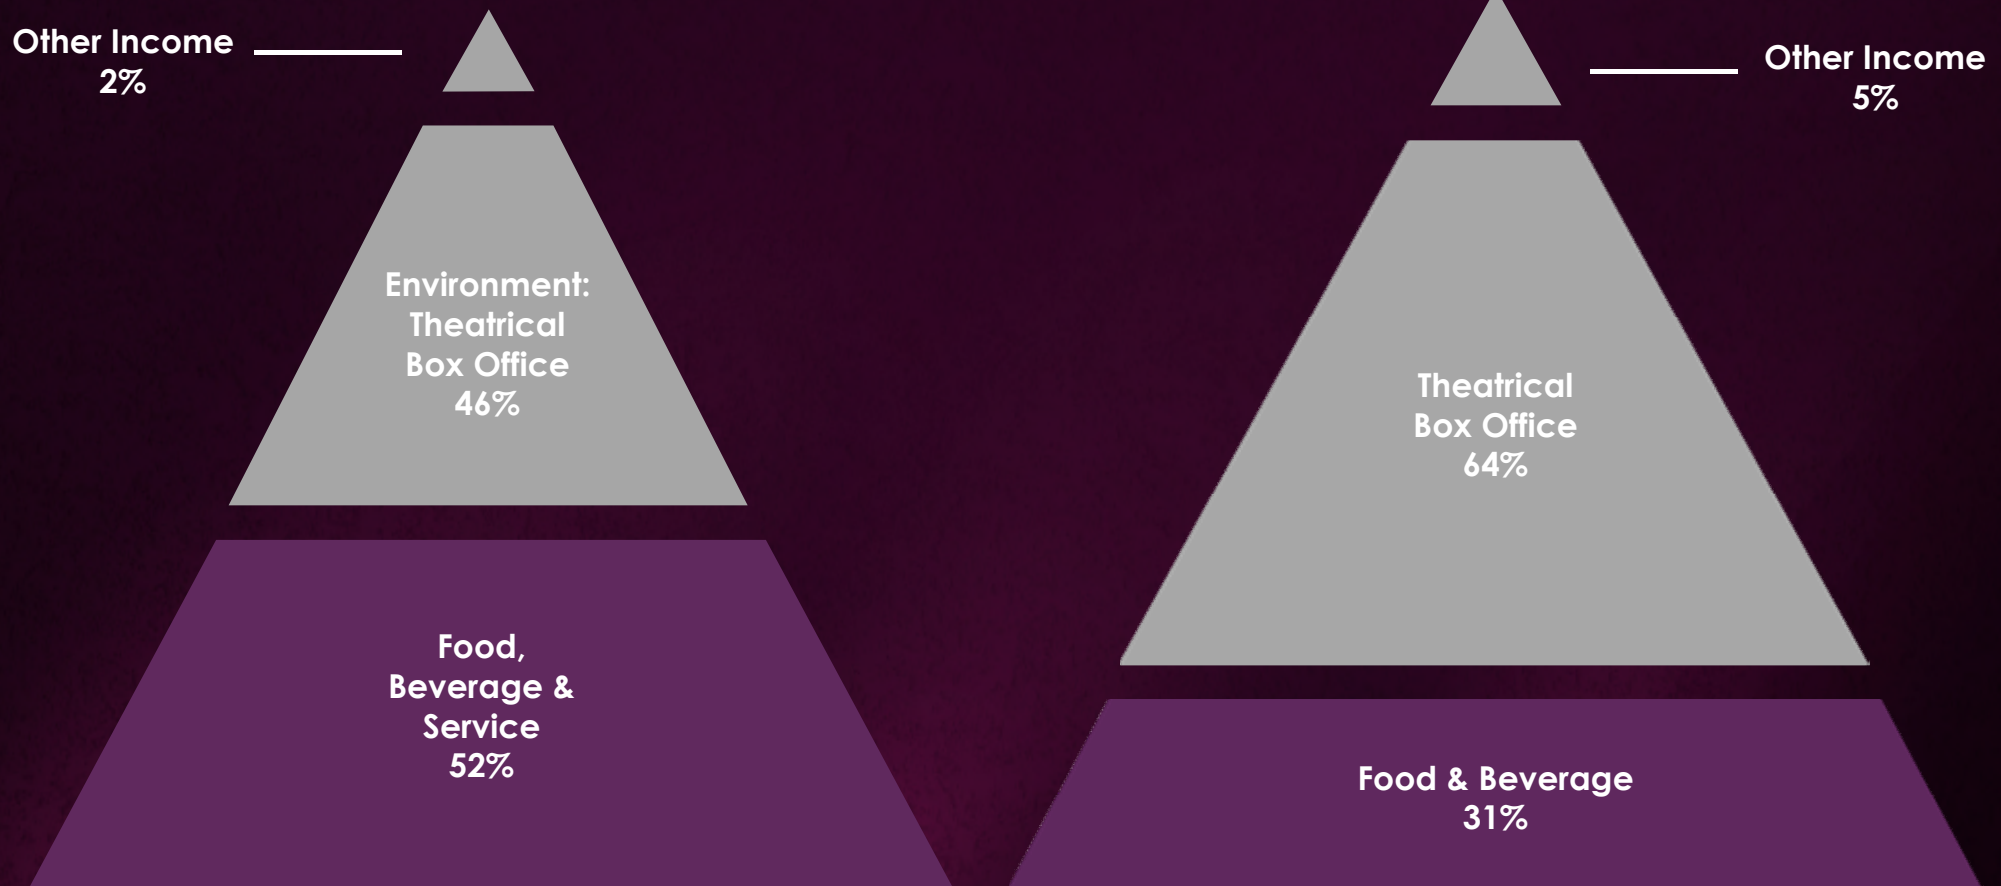 Other Income
2%
Environment:
Theatrical
Box Office
46%
Food,
Beverage &
Service
52%
Other Income
5%
Theatrical
Box Office
64%
Food & Beverage
31%